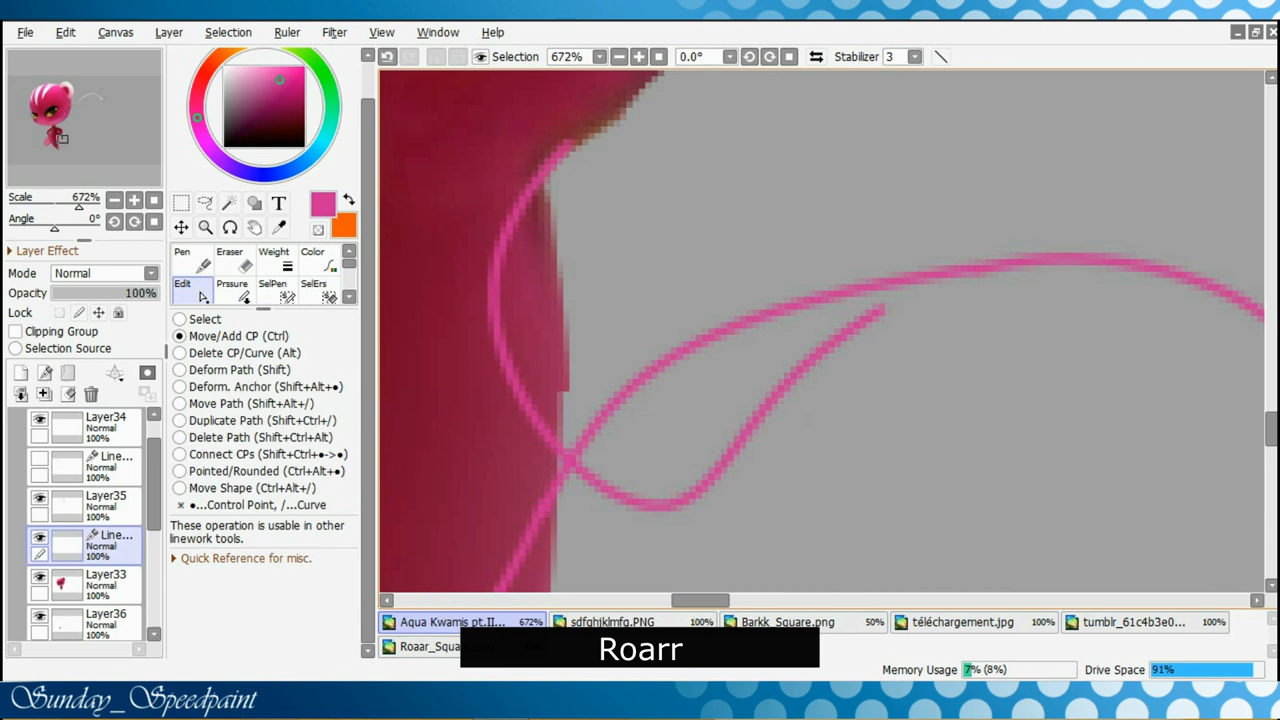 File Edit Canvas Layer Selection Ruler Filter View Window Help
Selection 672% 0.0° Stabilizer 3
Scale 672%
Angle 0°
Layer Effect
Mode Normal
Opacity 100%
Lock
Clipping Group
Selection Source
Layer34
Normal
100%
Line...
Normal
100%
Layer35
Normal
100%
Line...
Normal
100%
Layer33
Normal
100%
Layer36
Normal
100%
T
Pen Eraser Weight Color
Edit Prssure SelPen SelErs
Select
Move/Add CP (Ctrl)
Delete CP/Curve (Alt)
Deform Path (Shift)
Deform. Anchor (Shift+Alt+●)
Move Path (Shift+Alt+/)
Duplicate Path (Shift+Ctrl+/)
Delete Path (Shift+Ctrl+Alt)
Connect CPs (Ctrl+●->●)
Pointed/Rounded (Ctrl+Alt+●)
Move Shape (Ctrl+Alt+/)
●...Control Point, /...Curve
These operation is usable in other
linework tools.
Quick Reference for misc.
Aqua Kwamis pt.II... 672% sdfghjklmfg.PNG 100% Barkk_Square.png 50% téléchargement.jpg 100% tumblr_61c4b3e0... 100%
Roarr
Memory Usage 7% (8%) Drive Space 91%
Sunday_ Speedpaint